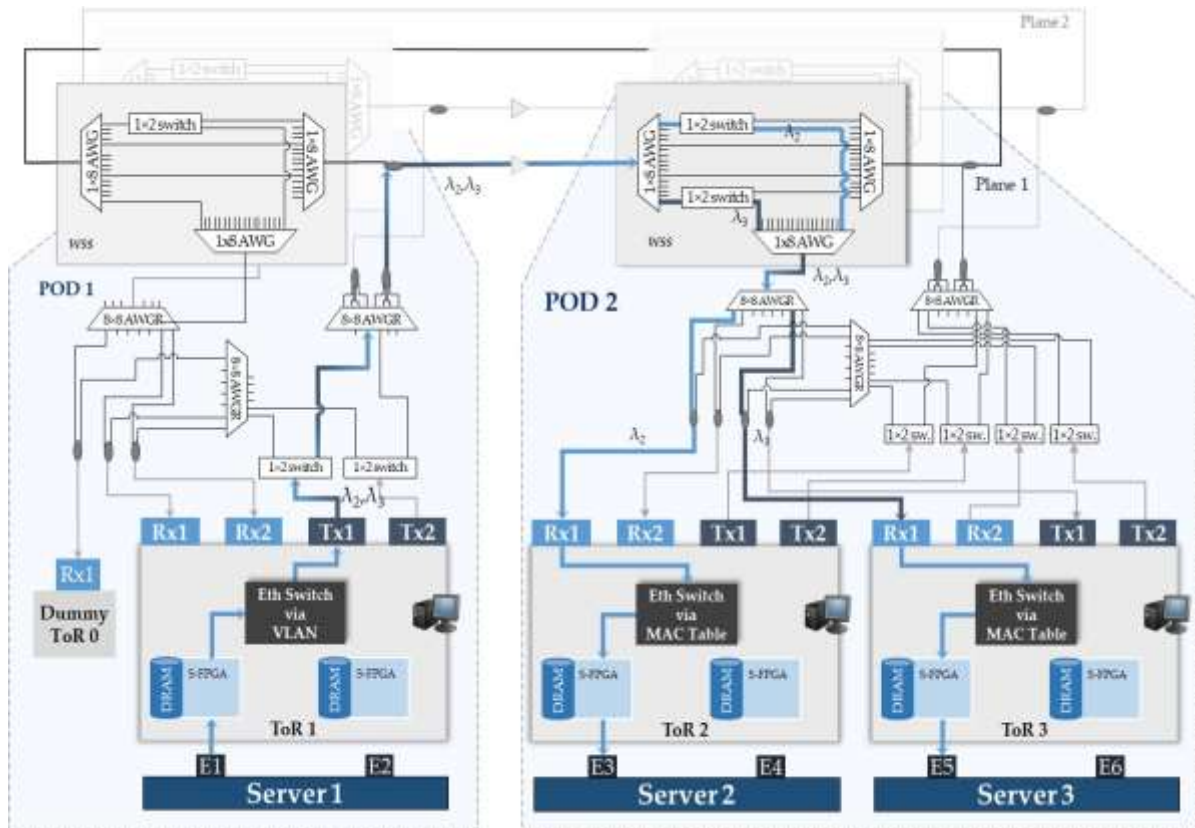 Plane 2
1×2 switch
1×2 switch
1×8 AWG
1×8 AWG
1x8 AWG
wss
λ2,λ3
1×2 switch
λ2
1×8 AWG
1×8 AWG
1×2 switch
λ3
1x8 AWG
wss
Plane 1
λ2,λ3
POD 1
8×8 AWGR
8×8 AWGR
8×8 AWGR
1×2 switch
1×2 switch
λ2,λ3
POD 2
8×8 AWGR
8×8 AWGR
8×8 AWGR
1×2 sw.
1×2 sw.
1×2 sw.
1×2 sw.
λ2
Rx1
Rx2
Tx1
Tx2
Rx1
Rx2
Tx1
Tx2
Rx1
Rx2
Tx1
Tx2
Rx1
Dummy
ToR 0
Eth Switch
via
VLAN
DRAM
S-FPGA
DRAM
S-FPGA
ToR 1
Eth Switch
via
MAC Table
DRAM
S-FPGA
DRAM
S-FPGA
ToR 2
Eth Switch
via
MAC Table
DRAM
S-FPGA
DRAM
S-FPGA
ToR 3
E1
E2
E3
E4
E5
E6
Server 1
Server 2
Server 3